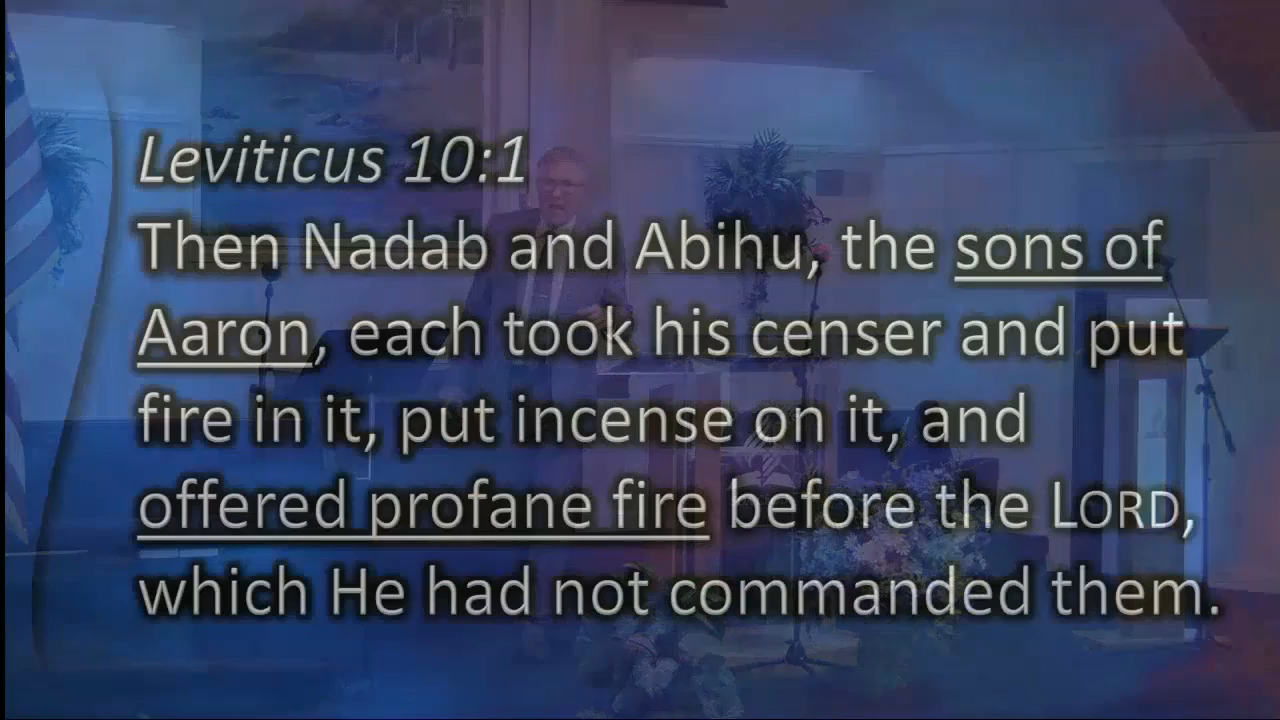 Leviticus 10:1
Then Nadab and Abihu, the sons of
Aaron, each took his censer and put
fire in it, put incense on it, and
offered profane fire before the LORD,
which He had not commanded them.